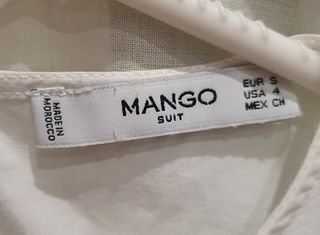 MADE IN
MOROCCO
MANGO
SUIT
EUR S
USA 4
MEX CH